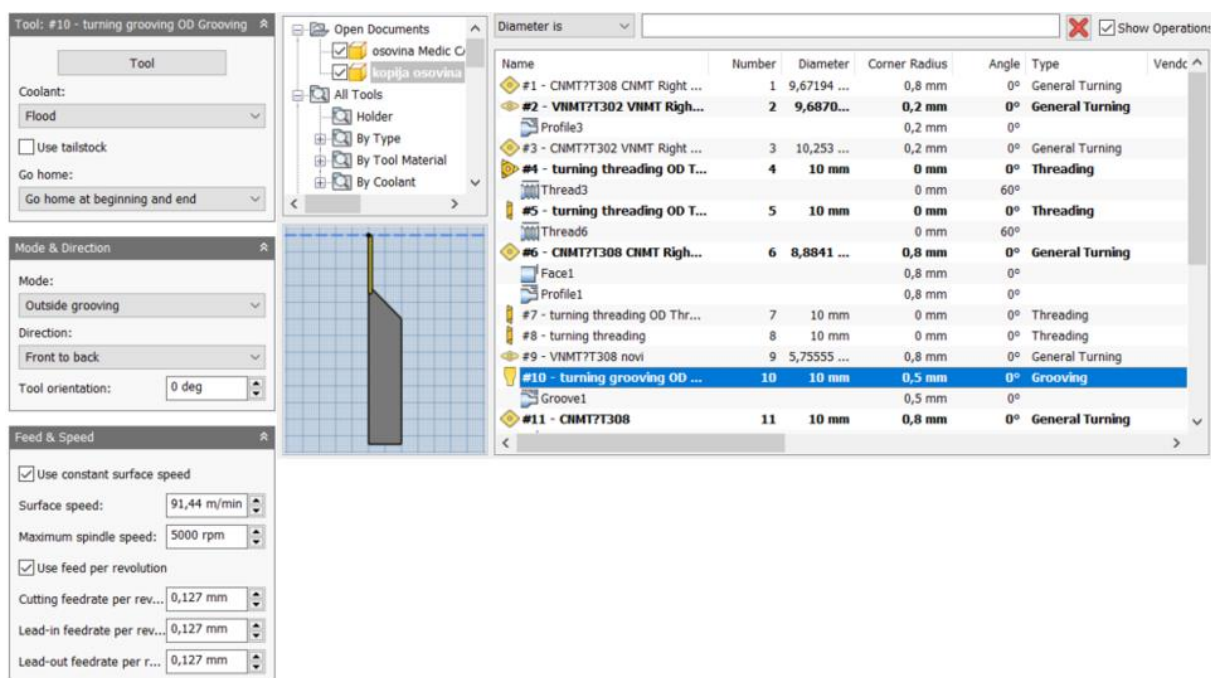 Tool: #10 - turning grooving OD Grooving
Tool
Coolant:
Flood
Use tailstock
Go home:
Go home at beginning and end
Mode & Direction
Mode:
Outside grooving
Direction:
Front to back
Tool orientation: 0 deg
Feed & Speed
Use constant surface speed
Surface speed: 91,44 m/min
Maximum spindle speed: 5000 rpm
Use feed per revolution
Cutting feedrate per rev... 0,127 mm
Lead-in feedrate per rev... 0,127 mm
Lead-out feedrate per r... 0,127 mm
Open Documents
osovina Medic C
kopija osovina
All Tools
Holder
By Type
By Tool Material
By Coolant
Diameter is
Show Operations
Name Number Diameter Corner Radius Angle Type Vendc
#1 - CNMT?T308 CNMT Right ... 1 9,67194 ... 0,8 mm 0° General Turning
#2 - VNMT?T302 VNMT Righ... 2 9,6870... 0,2 mm 0° General Turning
Profile3 0,2 mm 0°
#3 - CNMT?T302 VNMT Right ... 3 10,253 ... 0,2 mm 0° General Turning
#4 - turning threading OD T... 4 10 mm 0 mm 0° Threading
Thread3 0 mm 60°
#5 - turning threading OD T... 5 10 mm 0 mm 0° Threading
Thread6 0 mm 60°
#6 - CNMT?T308 CNMT Righ... 6 8,8841 ... 0,8 mm 0° General Turning
Face1 0,8 mm 0°
Profile1 0,8 mm 0°
#7 - turning threading OD Thr... 7 10 mm 0 mm 0° Threading
#8 - turning threading 8 10 mm 0 mm 0° Threading
#9 - VNMT?T308 novi 9 5,75555 ... 0,8 mm 0° General Turning
#10 - turning grooving OD ... 10 10 mm 0,5 mm 0° Grooving
Groove1 0,5 mm 0°
#11 - CNMT?T308 11 10 mm 0,8 mm 0° General Turning